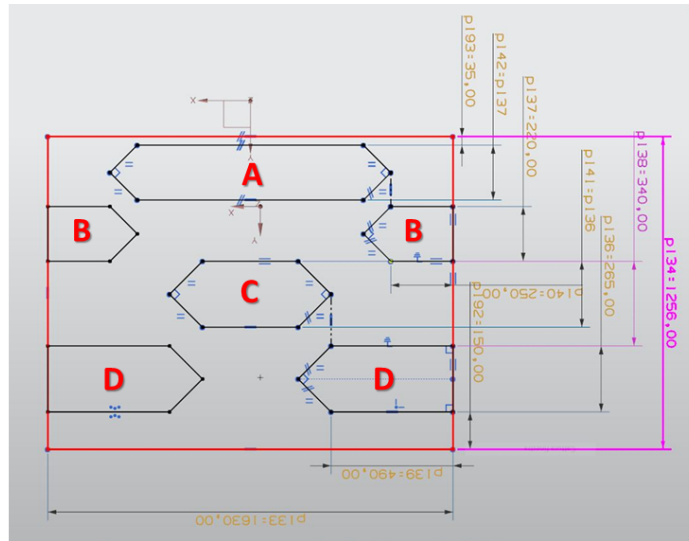 p193=35,00
p142=p137
p137=220,00
p141=p136
p138=340,00
p136=265,00
p134=1256,00
X
Y
A
B
B
X
Y
C
p140=250,00
p192=150,00
D
D
p139=490,00
p133=1630,00